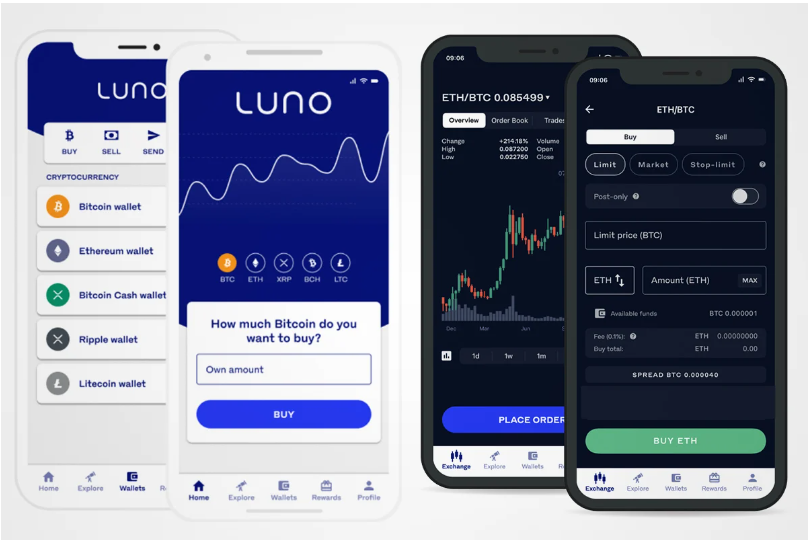 LUNO
BUY
SELL
SEND
CRYPTOCURRENCY
Bitcoin wallet
Ethereum wallet
Bitcoin Cash wallet
Ripple wallet
Litecoin wallet
Home
Explore
Wallets
LUNO
BTC
ETH
XRP
BCH
LTC
How much Bitcoin do you
want to buy?
Own amount
BUY
Home
Explore
Wallets
Rewards
Profile
09:06
ETH/BTC 0.085499
Overview
Order Book
Trades
Change +214.18% Volume
High 0.087200 Open
Low 0.022750 Close
Dec
Mar
Jun
1d
1w
1m
PLACE ORDER
Exchange
Explore
Wallets
09:06
ETH/BTC
Buy
Sell
Limit
Market
Stop-limit
Post-only
Limit price (BTC)
ETH
Amount (ETH)
MAX
Available funds
BTC 0.000001
Fee (0.1%): ETH 0.00000000
Buy total: ETH 0.00
SPREAD BTC 0.000040
BUY ETH
Exchange
Explore
Wallets
Rewards
Profile